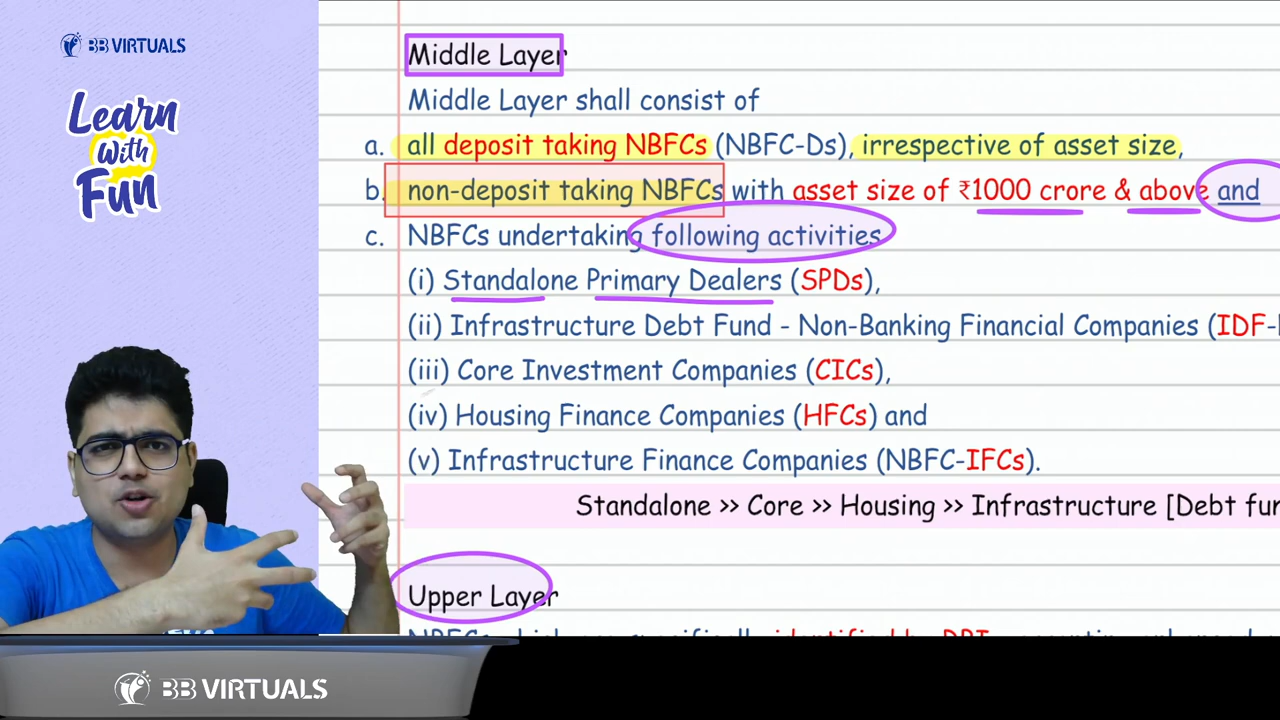 BB VIRTUALS
Learn
With
Fun
Middle Layer
Middle Layer shall consist of
a. all deposit taking NBFCs (NBFC-Ds), irrespective of asset size,
b. non-deposit taking NBFCs with asset size of ₹1000 crore & above and
c. NBFCs undertaking following activities
(i) Standalone Primary Dealers (SPDs),
(ii) Infrastructure Debt Fund - Non-Banking Financial Companies (IDF-
(iii) Core Investment Companies (CICs),
(iv) Housing Finance Companies (HFCs) and
(v) Infrastructure Finance Companies (NBFC-IFCs).
Standalone >> Core >> Housing >> Infrastructure [Debt fun
Upper Layer
BB VIRTUALS